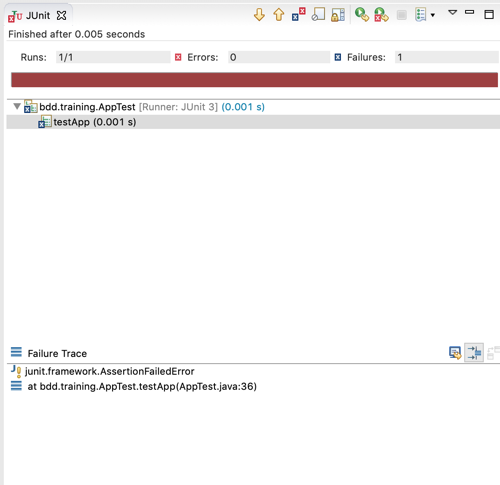 JUnit
Finished after 0.005 seconds
Runs: 1/1 Errors: 0 Failures: 1
bdd.training.AppTest [Runner: JUnit 3] (0.001 s)
testApp (0.001 s)
Failure Trace
junit.framework.AssertionFailedError
at bdd.training.AppTest.testApp(AppTest.java:36)